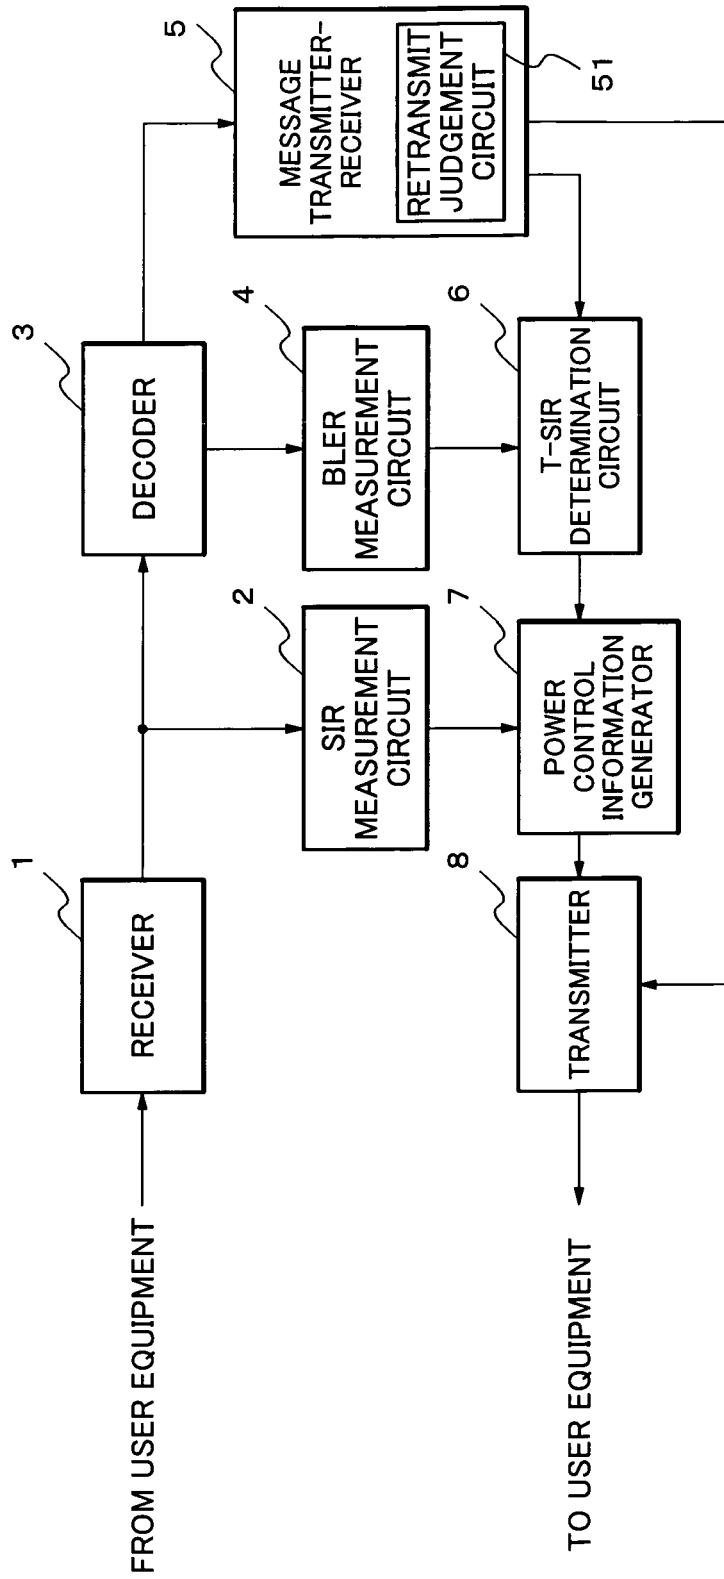 FROM USER EQUIPMENT
1
RECEIVER
3
DECODER
5
MESSAGE
TRANSMITTER-
RECEIVER
RETRANSMIT
JUDGEMENT
CIRCUIT
51
2
SIR
MEASUREMENT
CIRCUIT
4
BLER
MEASUREMENT
CIRCUIT
TO USER EQUIPMENT
8
TRANSMITTER
7
POWER
CONTROL
INFORMATION
GENERATOR
6
T-SIR
DETERMINATION
CIRCUIT